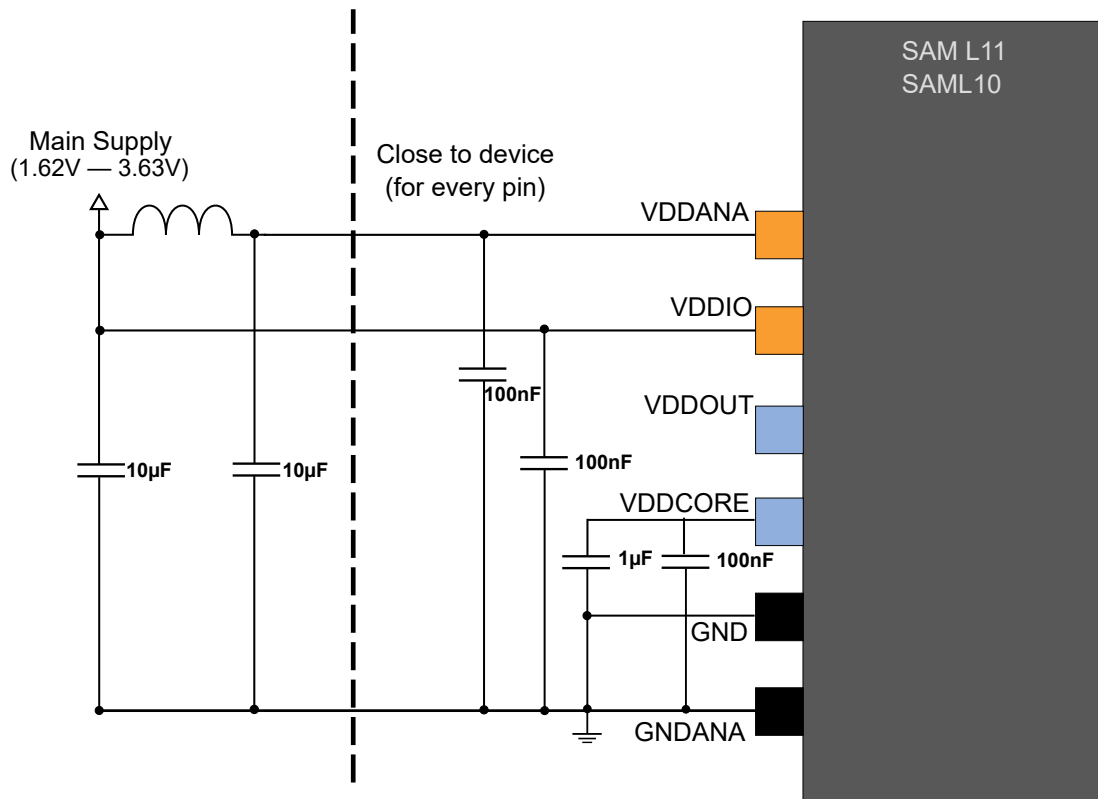 SAM L11
SAML10
Main Supply
(1.62V — 3.63V)
Close to device
(for every pin)
VDDANA
VDDIO
100nF
VDDOUT
10µF
10µF
100nF
VDDCORE
1µF
100nF
GND
GNDANA